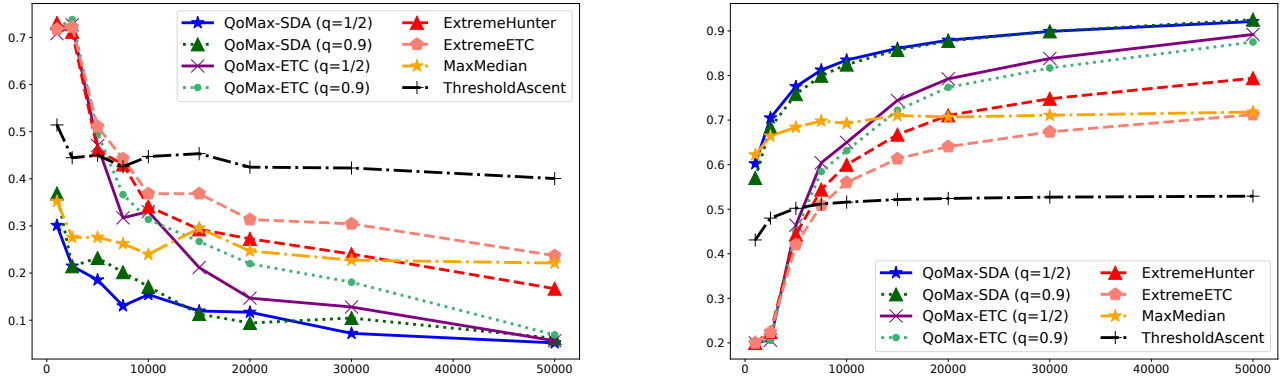 0.7
0.6
0.5
0.4
0.3
0.2
0.1
0 10000 20000 30000 40000 50000
QoMax-SDA (q=1/2)
QoMax-SDA (q=0.9)
QoMax-ETC (q=1/2)
QoMax-ETC (q=0.9)
ExtremeHunter
ExtremeETC
MaxMedian
ThresholdAscent
0.9
0.8
0.7
0.6
0.5
0.4
0.3
0.2
0 10000 20000 30000 40000 50000
QoMax-SDA (q=1/2)
QoMax-SDA (q=0.9)
QoMax-ETC (q=1/2)
QoMax-ETC (q=0.9)
ExtremeHunter
ExtremeETC
MaxMedian
ThresholdAscent